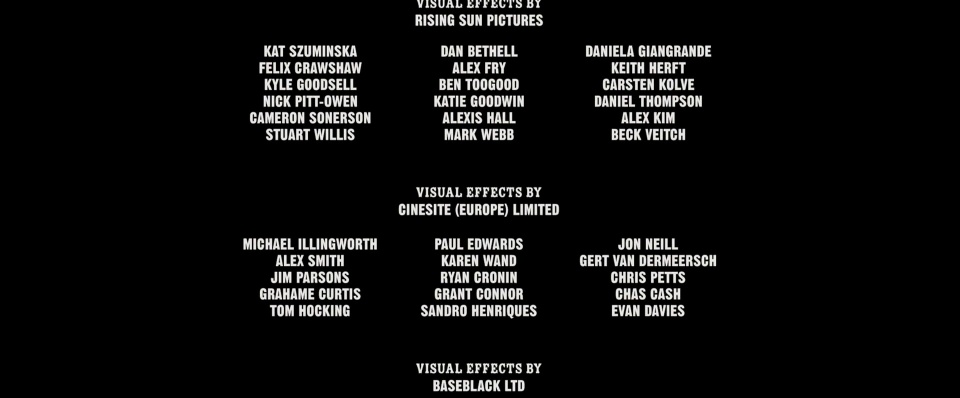 VISUAL EFFECTS BY
RISING SUN PICTURES
KAT SZUMINSKA DAN BETHELL DANIELA GIANGRANDE
FELIX CRAWSHAW ALEX FRY KEITH HERFT
KYLE GOODSELL BEN TOOGOOD CARSTEN KOLVE
NICK PITT-OWEN KATIE GOODWIN DANIEL THOMPSON
CAMERON SONERSON ALEXIS HALL ALEX KIM
STUART WILLIS MARK WEBB BECK VEITCH
VISUAL EFFECTS BY
CINESITE (EUROPE) LIMITED
MICHAEL ILLINGWORTH PAUL EDWARDS JON NEILL
ALEX SMITH KAREN WAND GERT VAN DERMEERSCH
JIM PARSONS RYAN CRONIN CHRIS PETTS
GRAHAME CURTIS GRANT CONNOR CHAS CASH
TOM HOCKING SANDRO HENRIQUES EVAN DAVIES
VISUAL EFFECTS BY
BASEBLACK LTD